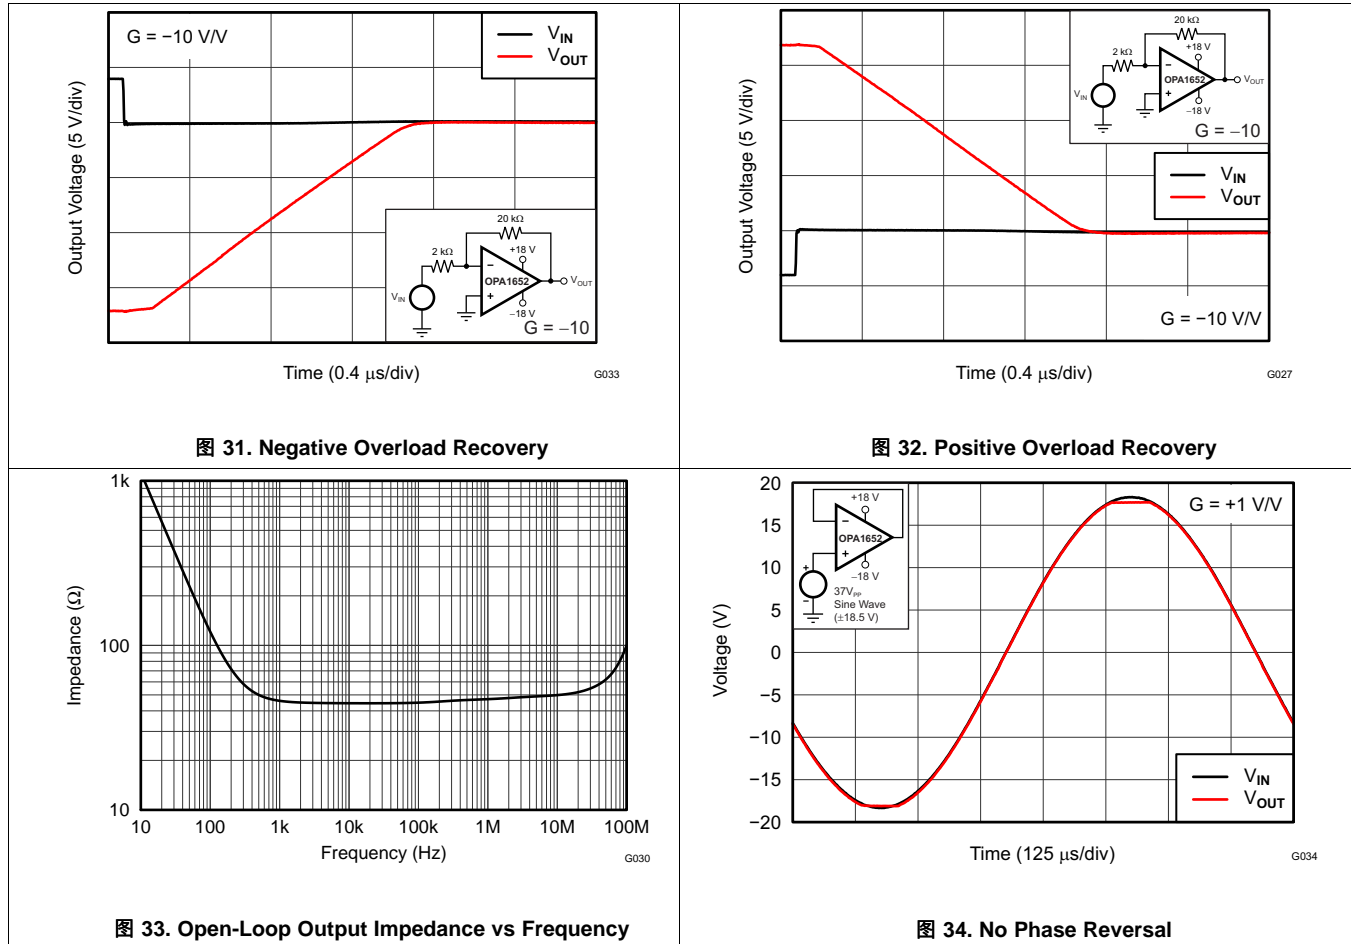 G = −10 V/V
VIN
VOUT
Output Voltage (5 V/div)
20 kΩ
2 kΩ
+18 V
−
OPA1652
+
VOUT
VIN
−18 V
G = −10
Time (0.4 μs/div)
G033
图 31. Negative Overload Recovery
20 kΩ
2 kΩ
+18 V
−
OPA1652
+
VOUT
VIN
−18 V
G = −10
Output Voltage (5 V/div)
VIN
VOUT
G = −10 V/V
Time (0.4 μs/div)
G027
图 32. Positive Overload Recovery
1k
100
10
Impedance (Ω)
10
100
1k
10k
100k
1M
10M
100M
Frequency (Hz)
G030
图 33. Open-Loop Output Impedance vs Frequency
20
15
10
5
0
−5
−10
−15
−20
Voltage (V)
+18 V
−
OPA1652
+
−18 V
+
−
37VPP
Sine Wave
(±18.5 V)
G = +1 V/V
VIN
VOUT
Time (125 μs/div)
G034
图 34. No Phase Reversal